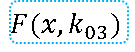 F(x, k₀₃)